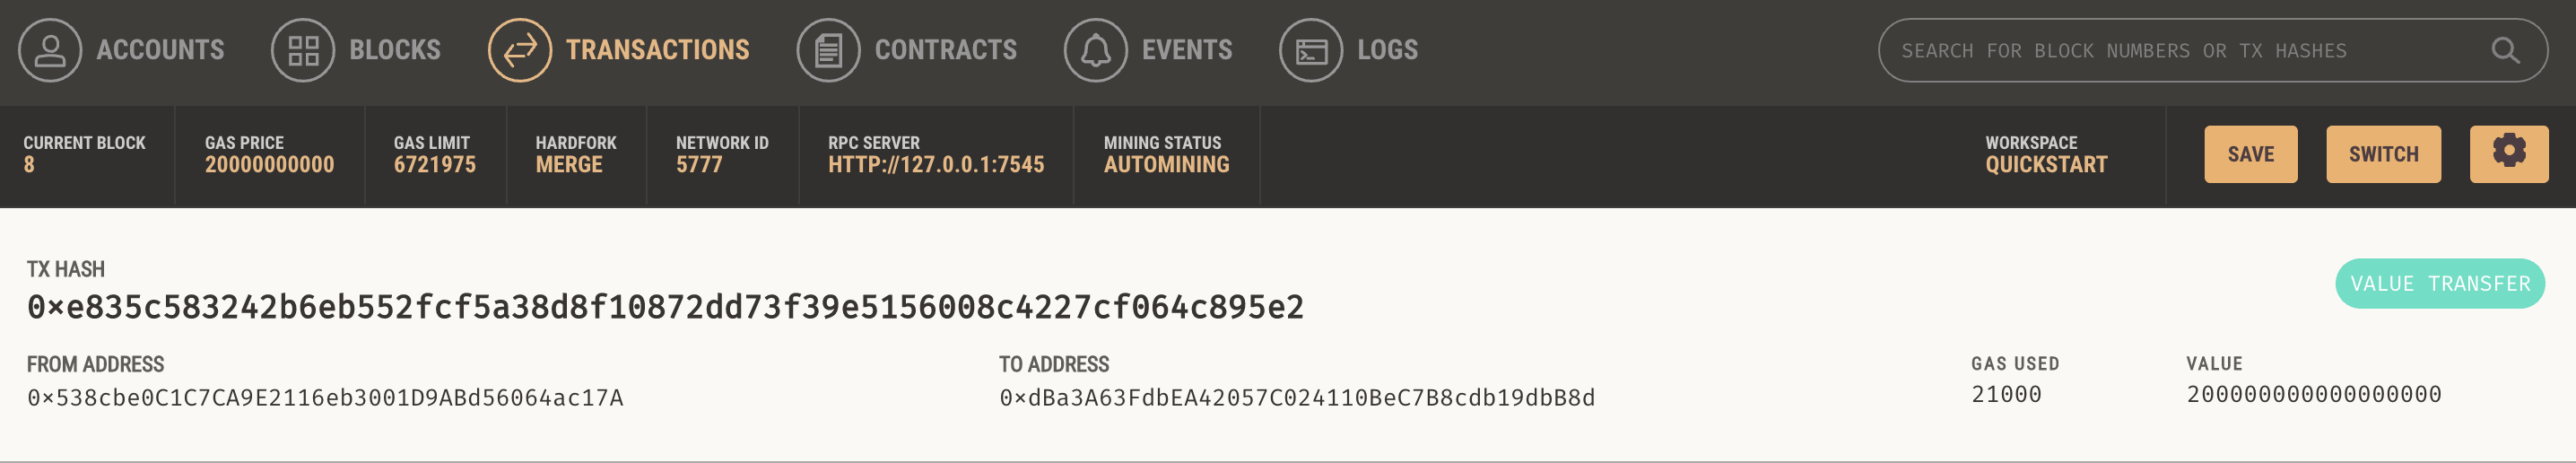 ACCOUNTS BLOCKS TRANSACTIONS CONTRACTS EVENTS LOGS SEARCH FOR BLOCK NUMBERS OR TX HASHES
CURRENT BLOCK GAS PRICE GAS LIMIT HARDFORK NETWORK ID RPC SERVER MINING STATUS WORKSPACE
8 20000000000 6721975 MERGE 5777 HTTP://127.0.0.1:7545 AUTOMINING QUICKSTART SAVE SWITCH
TX HASH
0×e835c583242b6eb552fcf5a38d8f10872dd73f39e5156008c4227cf064c895e2 VALUE TRANSFER
FROM ADDRESS TO ADDRESS GAS USED VALUE
0×538cbe0C1C7CA9E2116eb3001D9ABd56064ac17A 0×dBa3A63FdbEA42057C024110BeC7B8cdb19dbB8d 21000 2000000000000000000